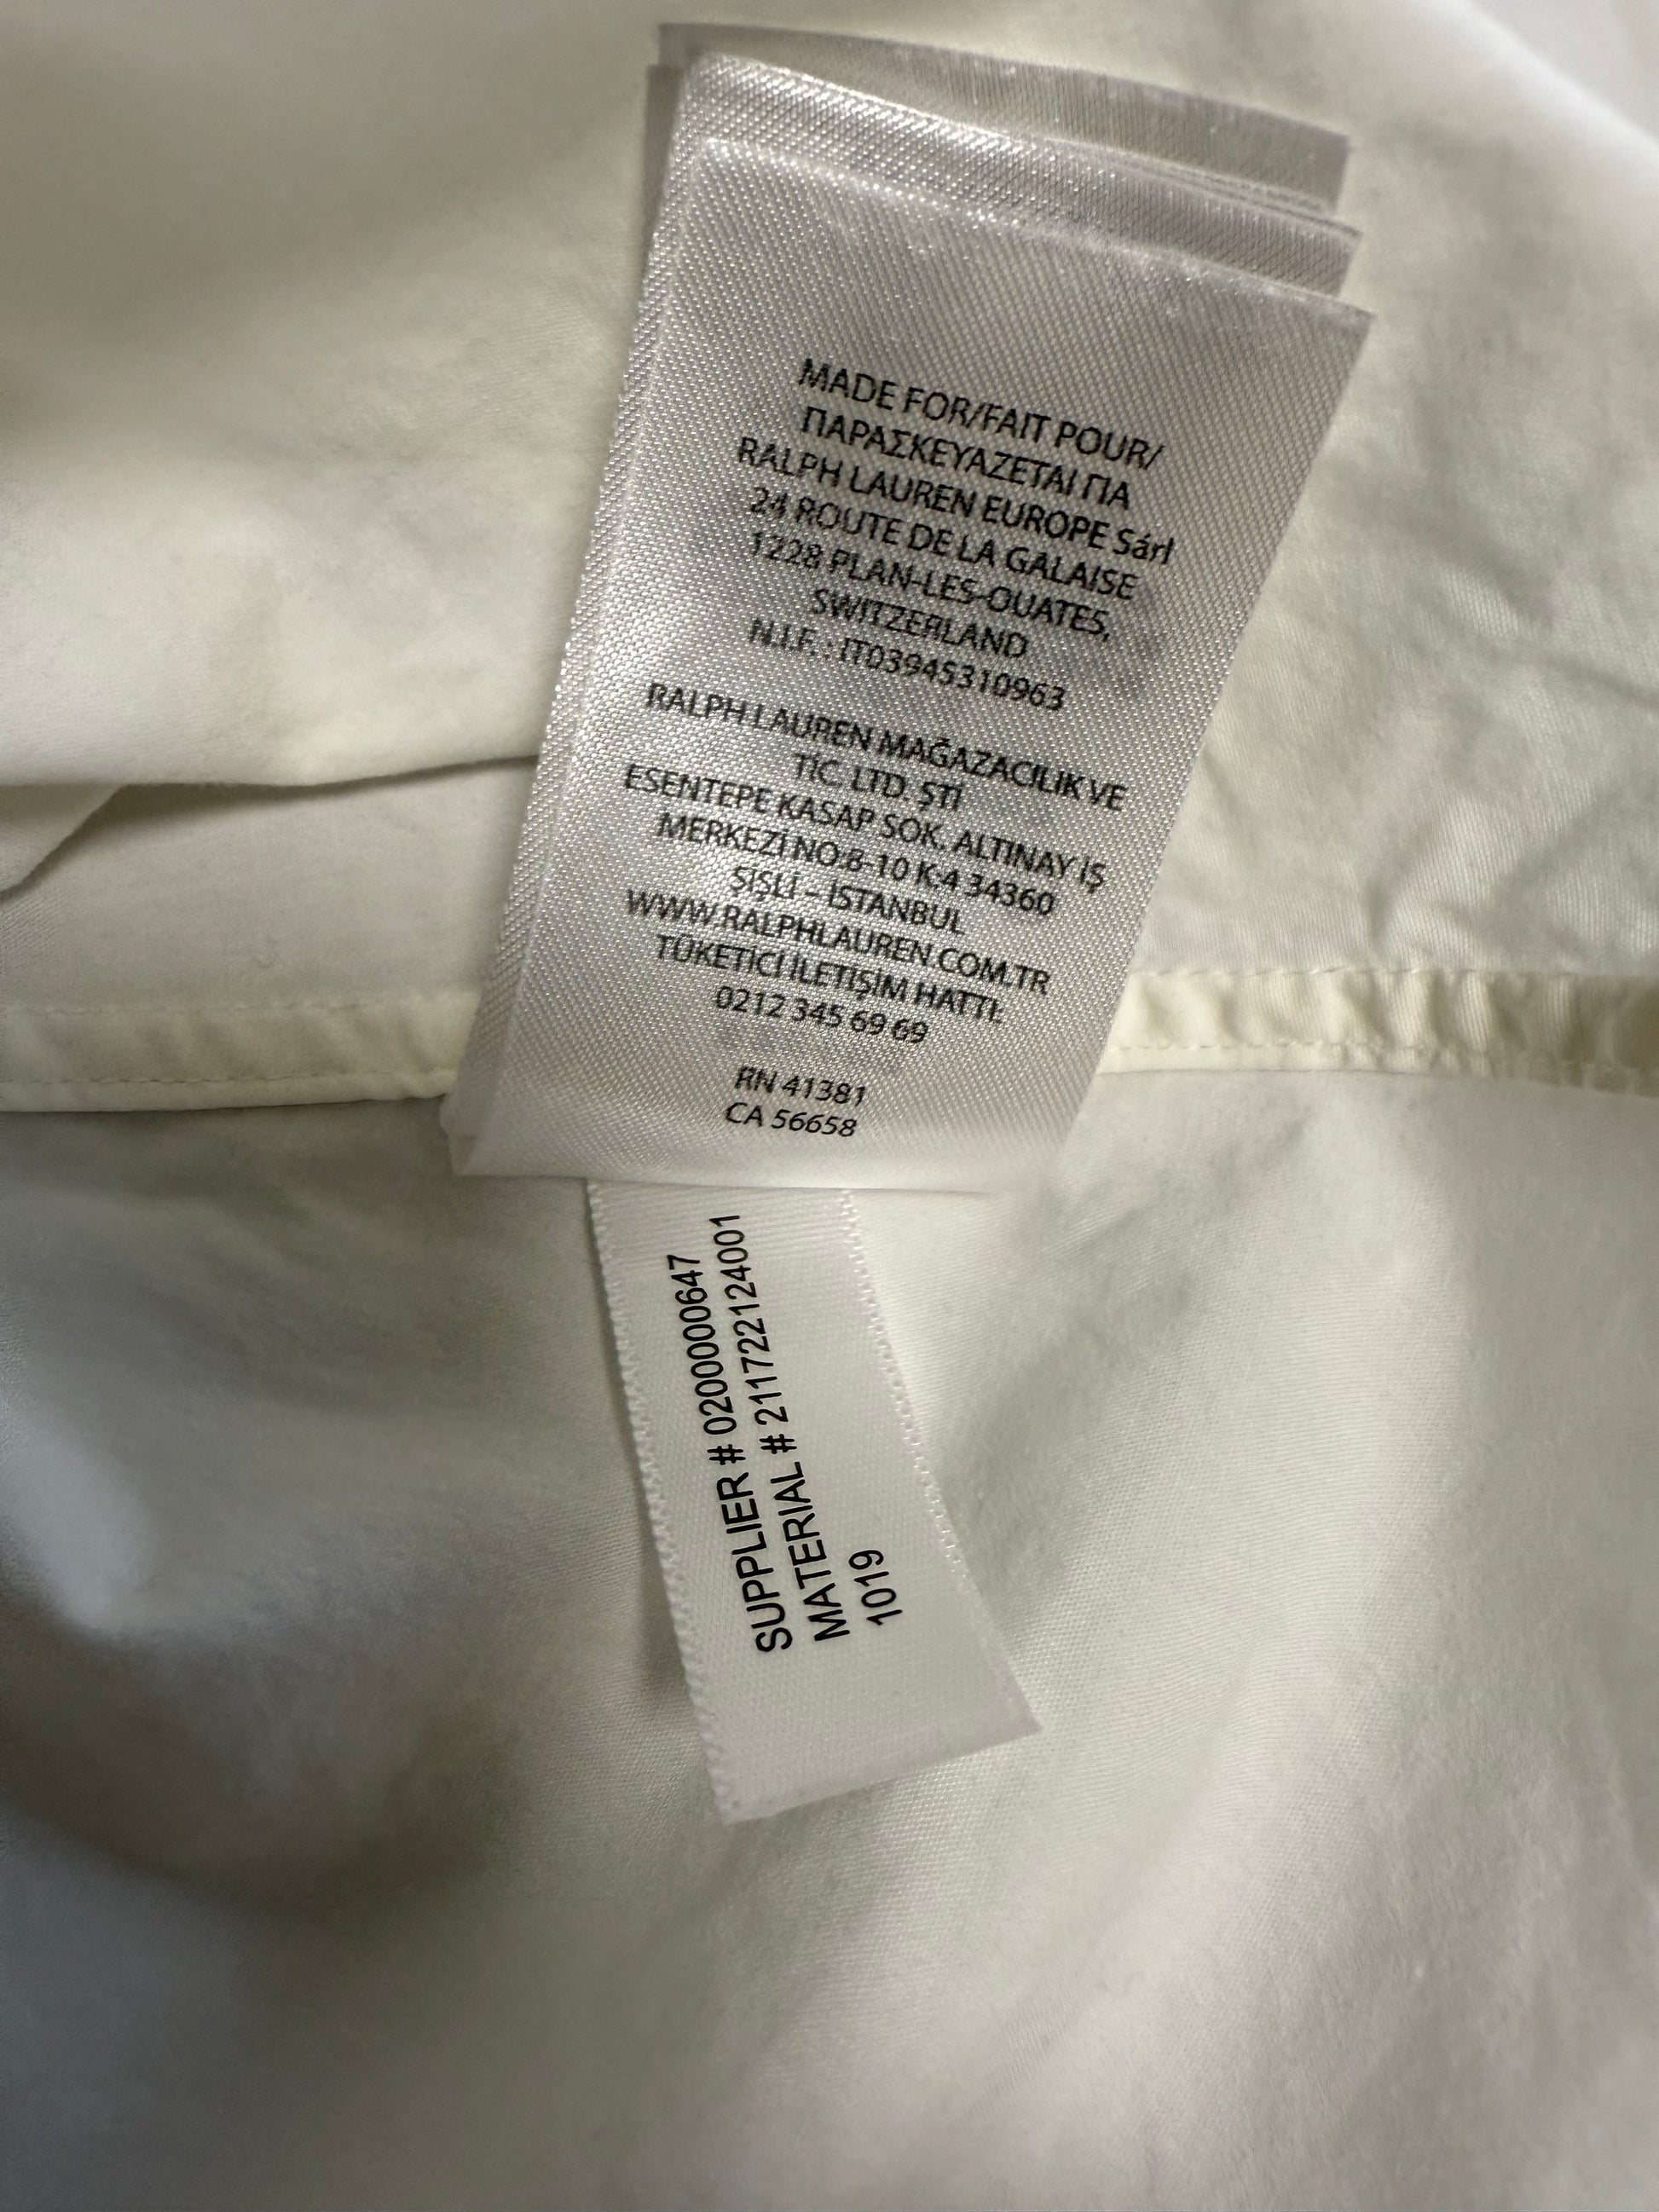 MADE FOR/FAIT POUR/
ΠΑΡΑΣΚΕΥΑΖΕΤΑΙ ΠΑ
RALPH LAUREN EUROPE Sárl
24 ROUTE DE LA GALAISE
1228 PLAN-LES-OUATES,
SWITZERLAND
N.I.F. : IT03945310963
RALPH LAUREN MAĞAZACILIK VE
TİC. LTD. ŞTİ
ESENTEPE KASAP SOK. ALTINAY İŞ
MERKEZİ NO:8-10 K:4 34360
ŞİŞLİ – İSTANBUL
WWW.RALPHLAUREN.COM.TR
TÜKETİCİ İLETİŞİM HATTI:
0212 345 69 69
RN 41381
CA 56658
SUPPLIER # 0200000647
MATERIAL # 211722124001
1019